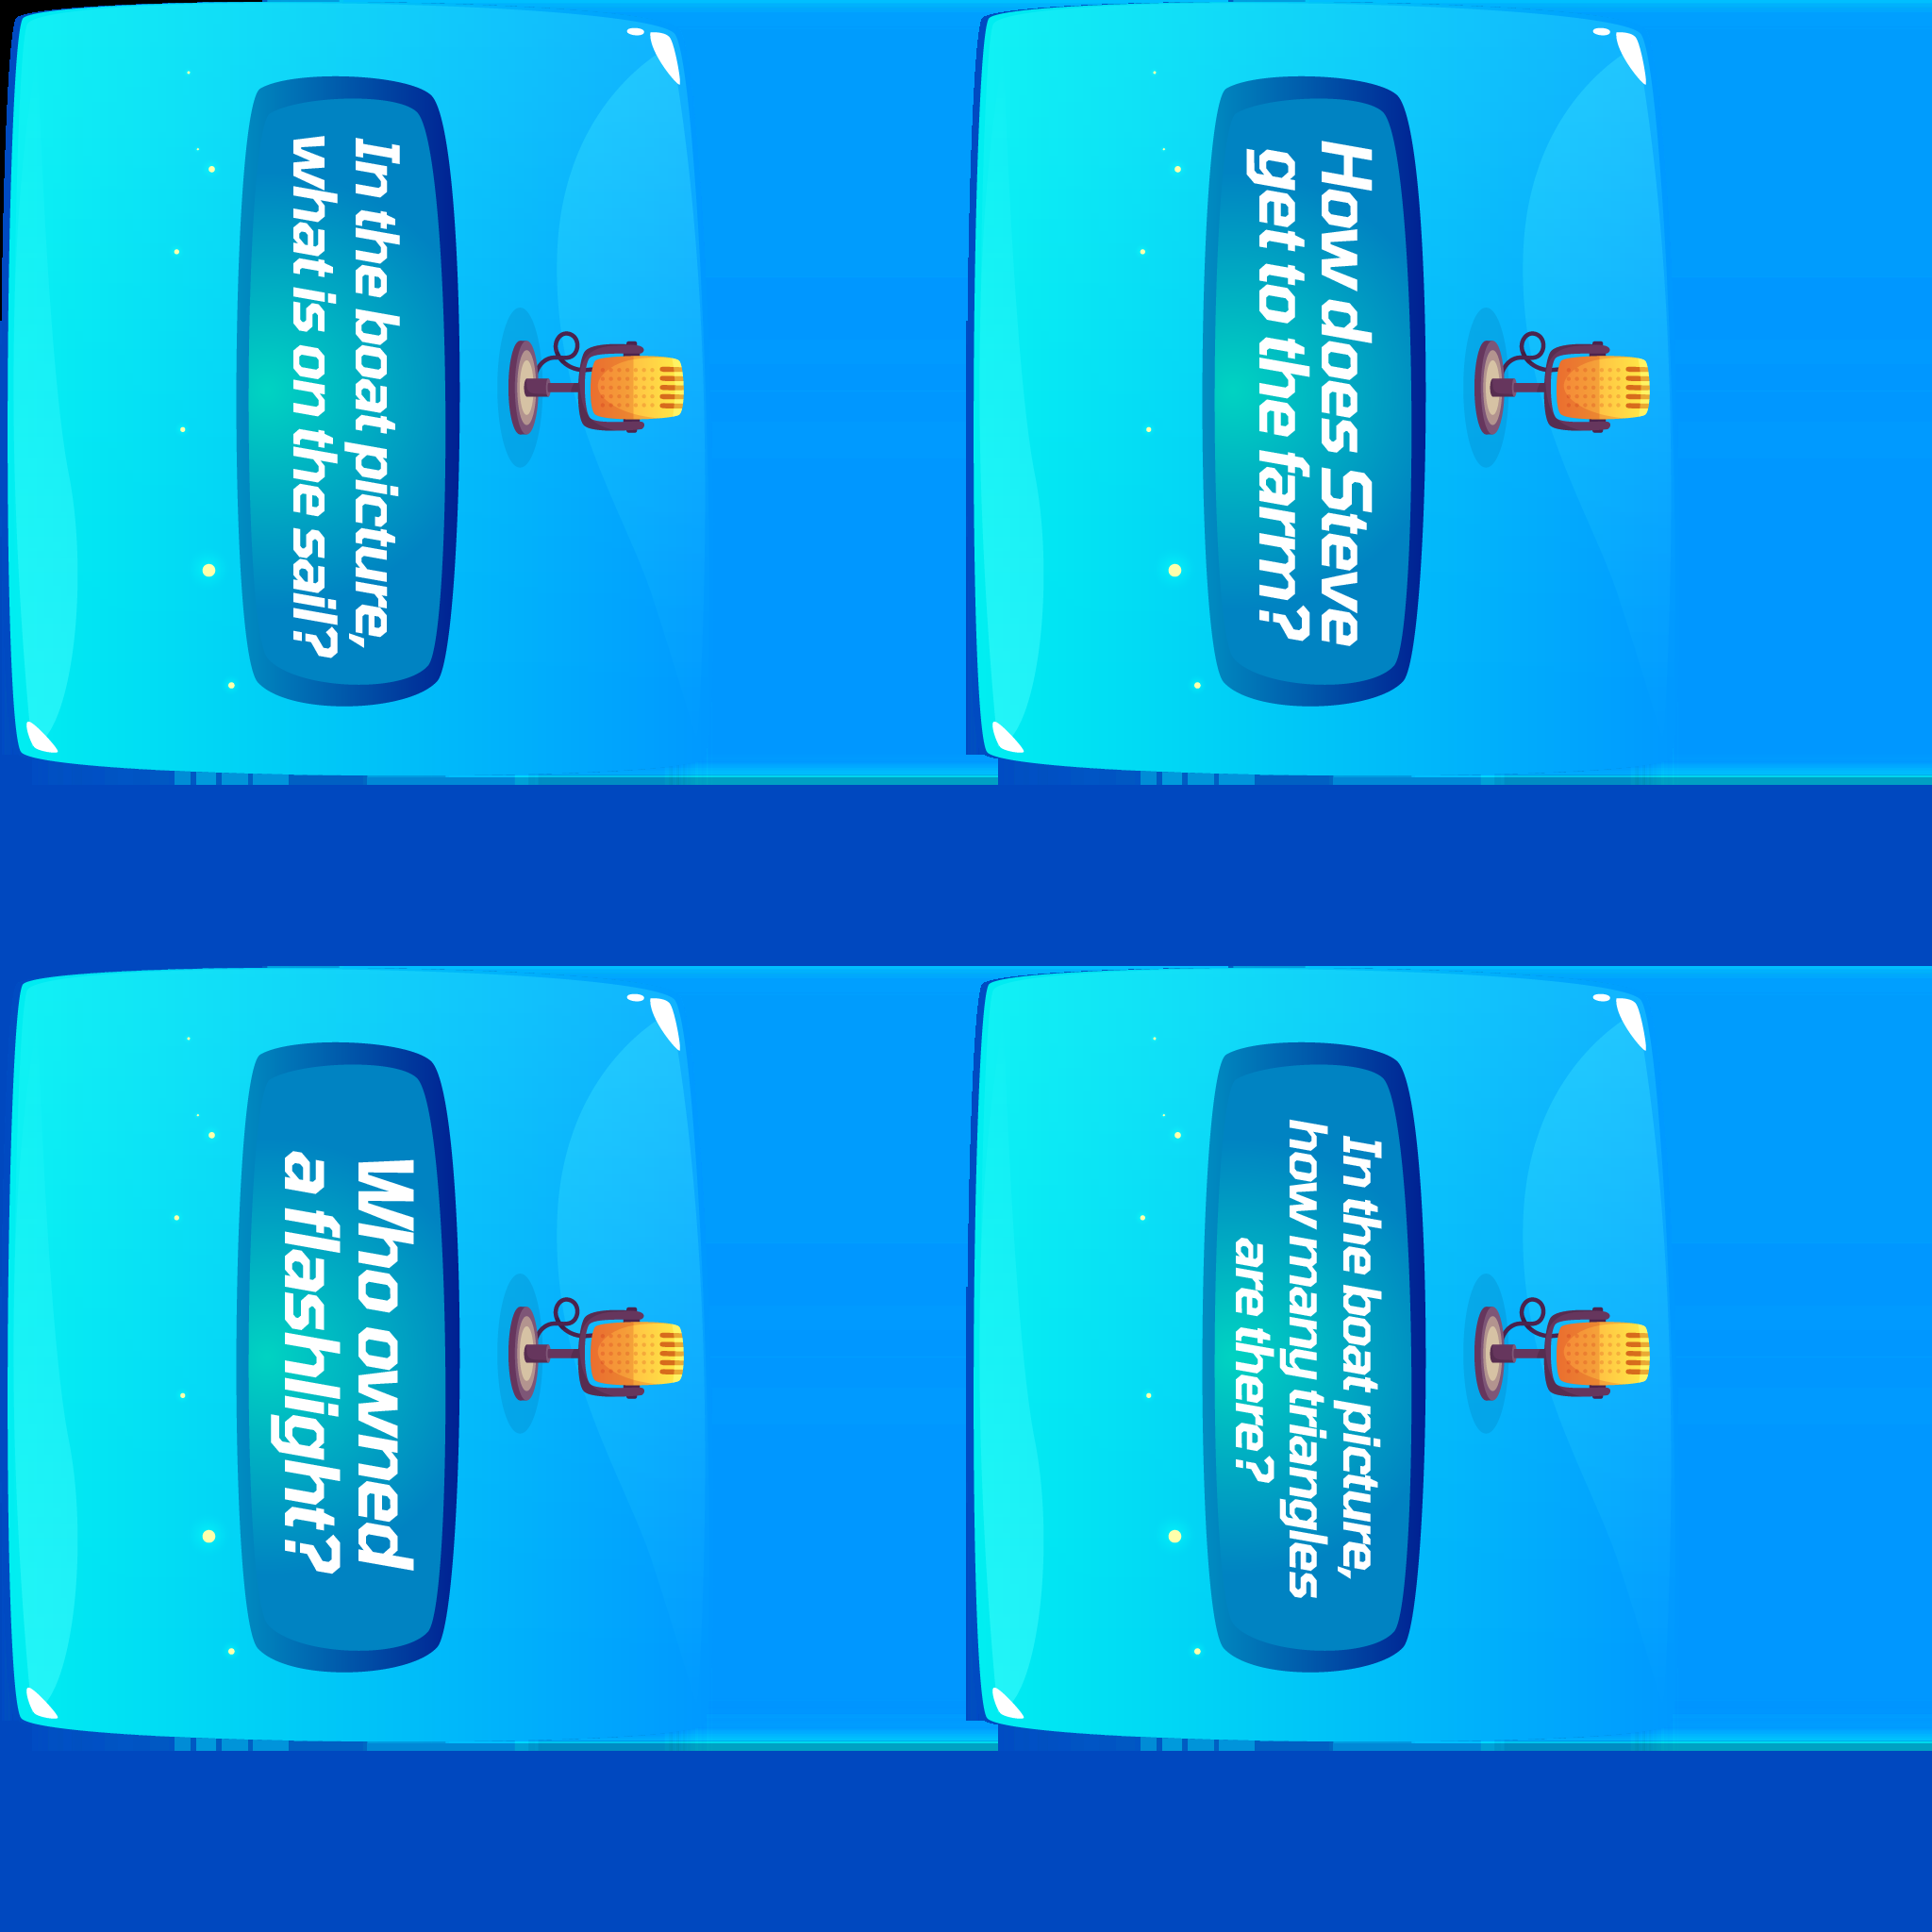 In the boat picture,
what is on the sail?
How does Steve
get to the farm?
Who owned
a flashlight?
In the boat picture,
how many triangles
are there?